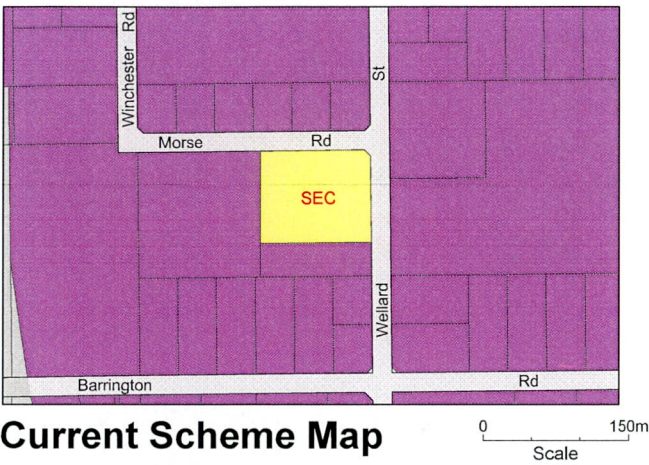 Winchester Rd
St
Morse Rd
SEC
Wellard
Barrington Rd
Current Scheme Map
0 150m
Scale